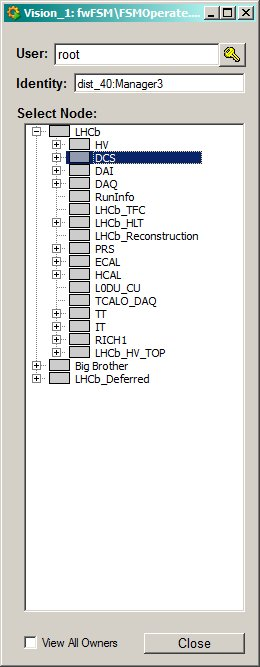 Vision_1: fwFSM\FSMOperate....
User: root
Identity: dist_40:Manager3
Select Node:
LHCb
HV
DCS
DAI
DAQ
RunInfo
LHCb_TFC
LHCb_HLT
LHCb_Reconstruction
PRS
ECAL
HCAL
L0DU_CU
TCALO_DAQ
TT
IT
RICH1
LHCb_HV_TOP
Big Brother
LHCb_Deferred
View All Owners Close